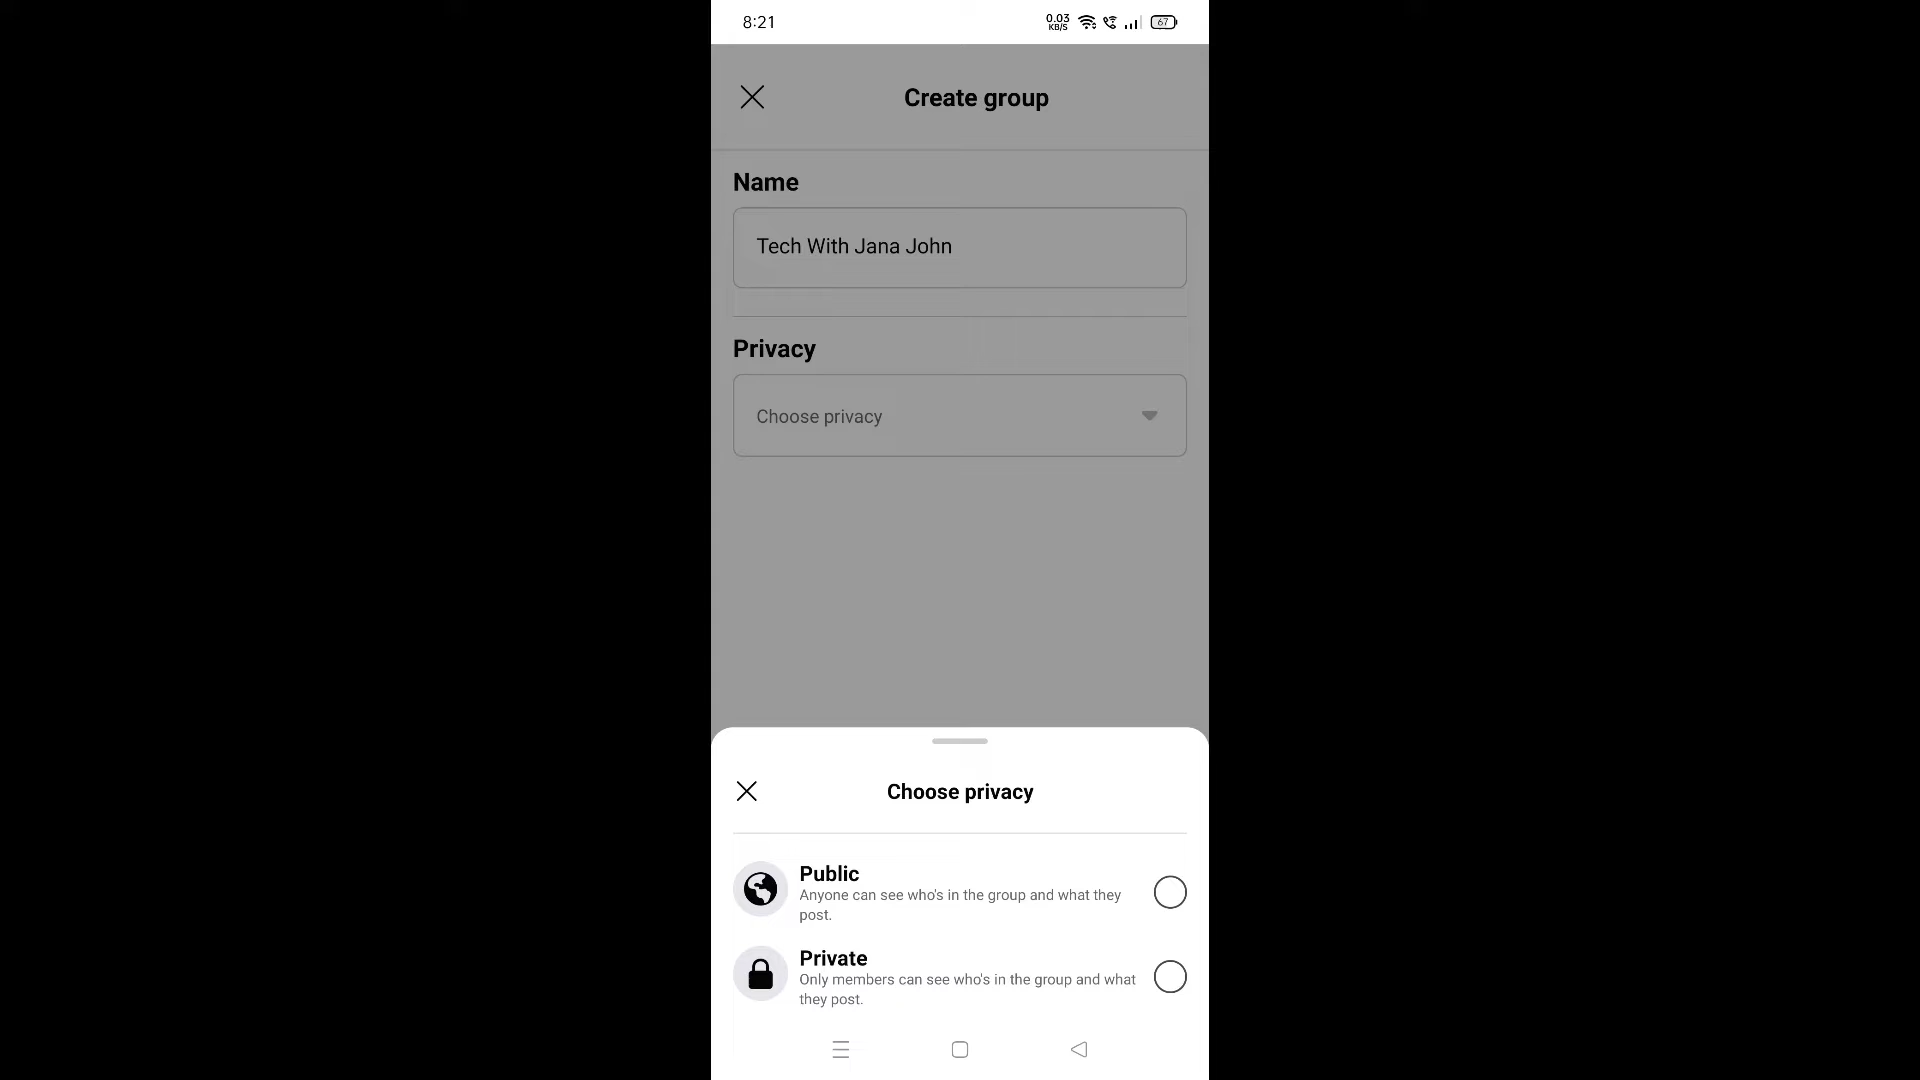 8:21
0.03
KB/S
67
Create group
Name
Tech With Jana John
Privacy
Choose privacy
Choose privacy
Public
Anyone can see who's in the group and what they
post.
Private
Only members can see who's in the group and what
they post.